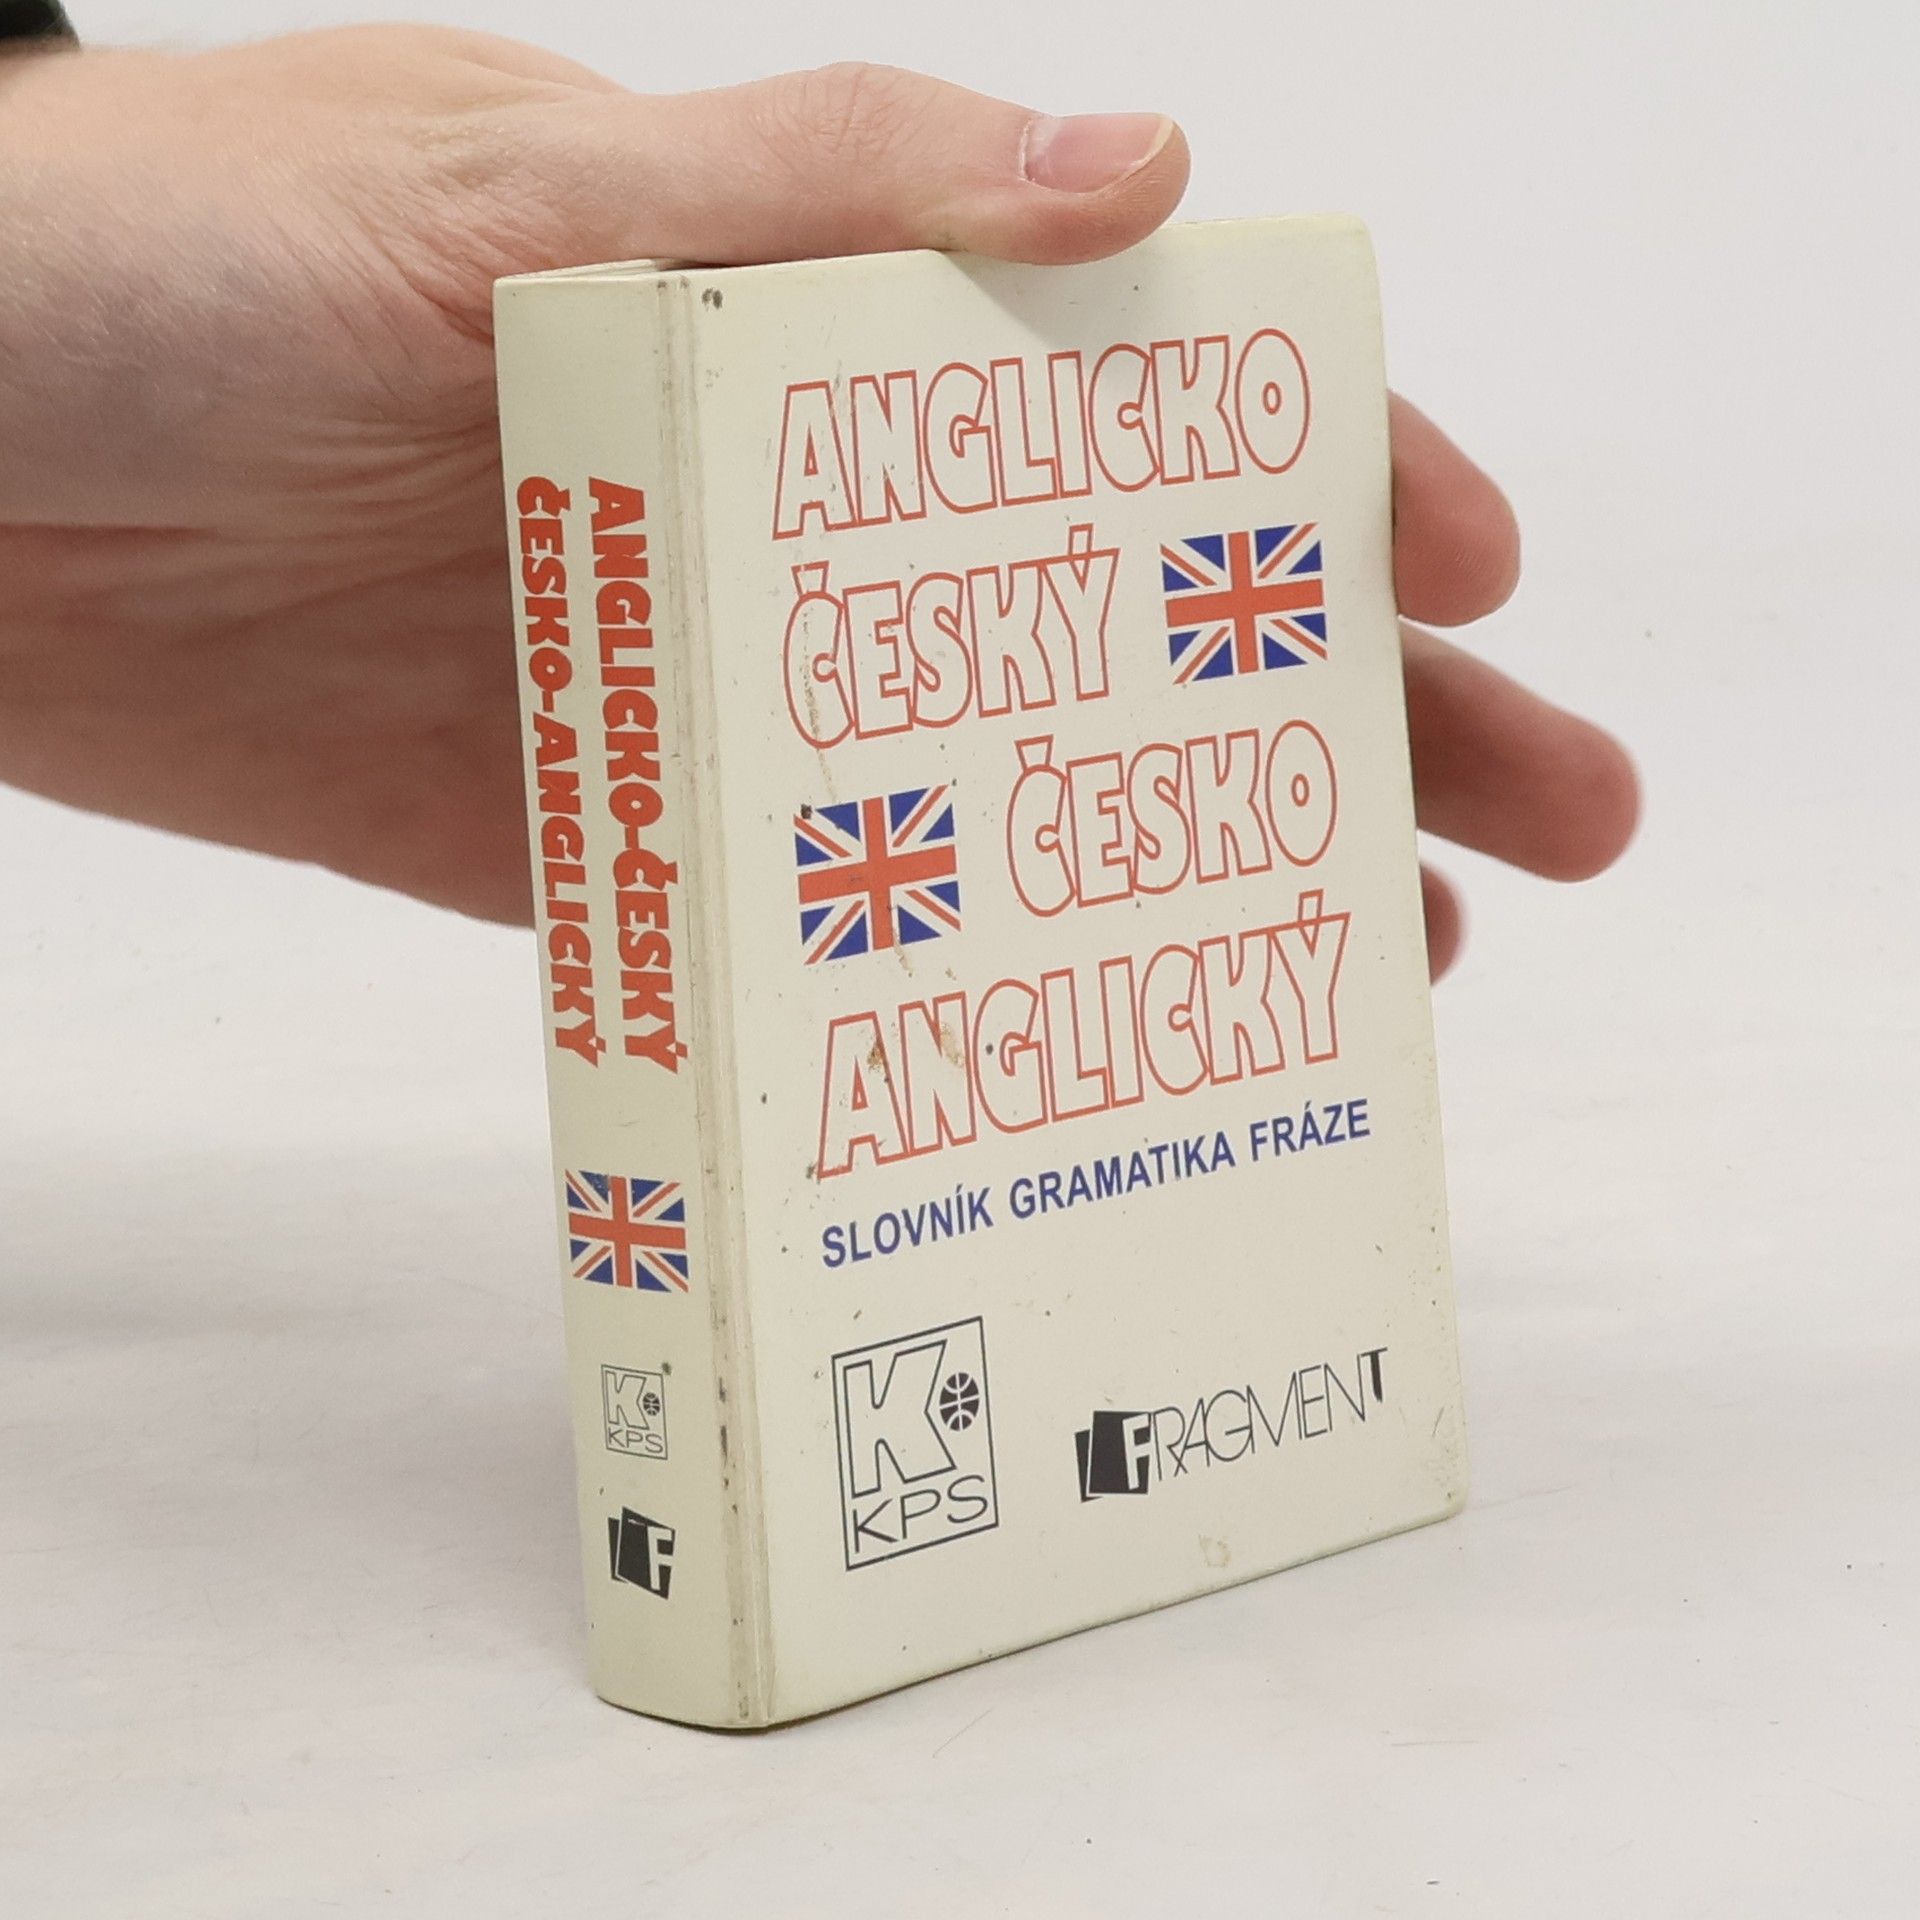 ANGLICKO-ČESKÝ
ČESKO-ANGLICKÝ
K
KPS
F
ANGLICKO
ČESKÝ
ČESKO
ANGLICKÝ
SLOVNÍK GRAMATIKA FRÁZE
K
KPS
FRAGMENT